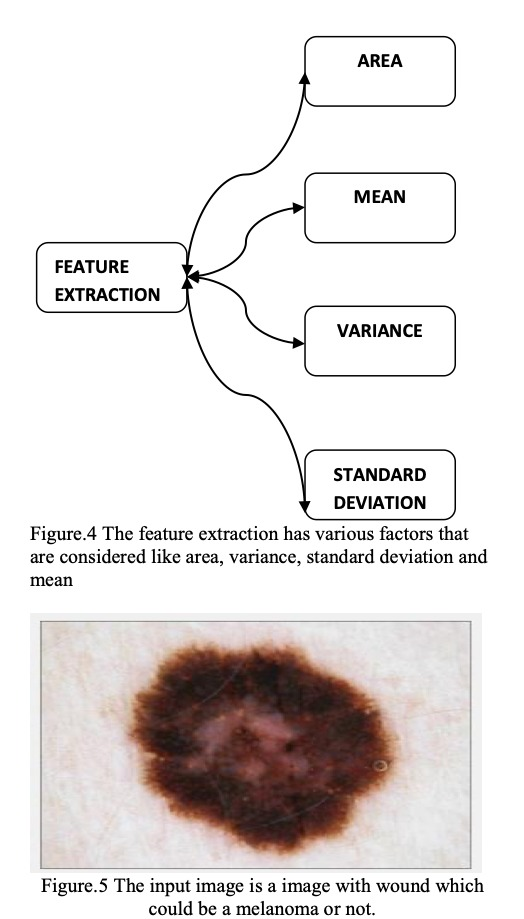 AREA
MEAN
FEATURE
EXTRACTION
VARIANCE
STANDARD
DEVIATION
Figure.4 The feature extraction has various factors that
are considered like area, variance, standard deviation and
mean
Figure.5 The input image is a image with wound which
could be a melanoma or not.